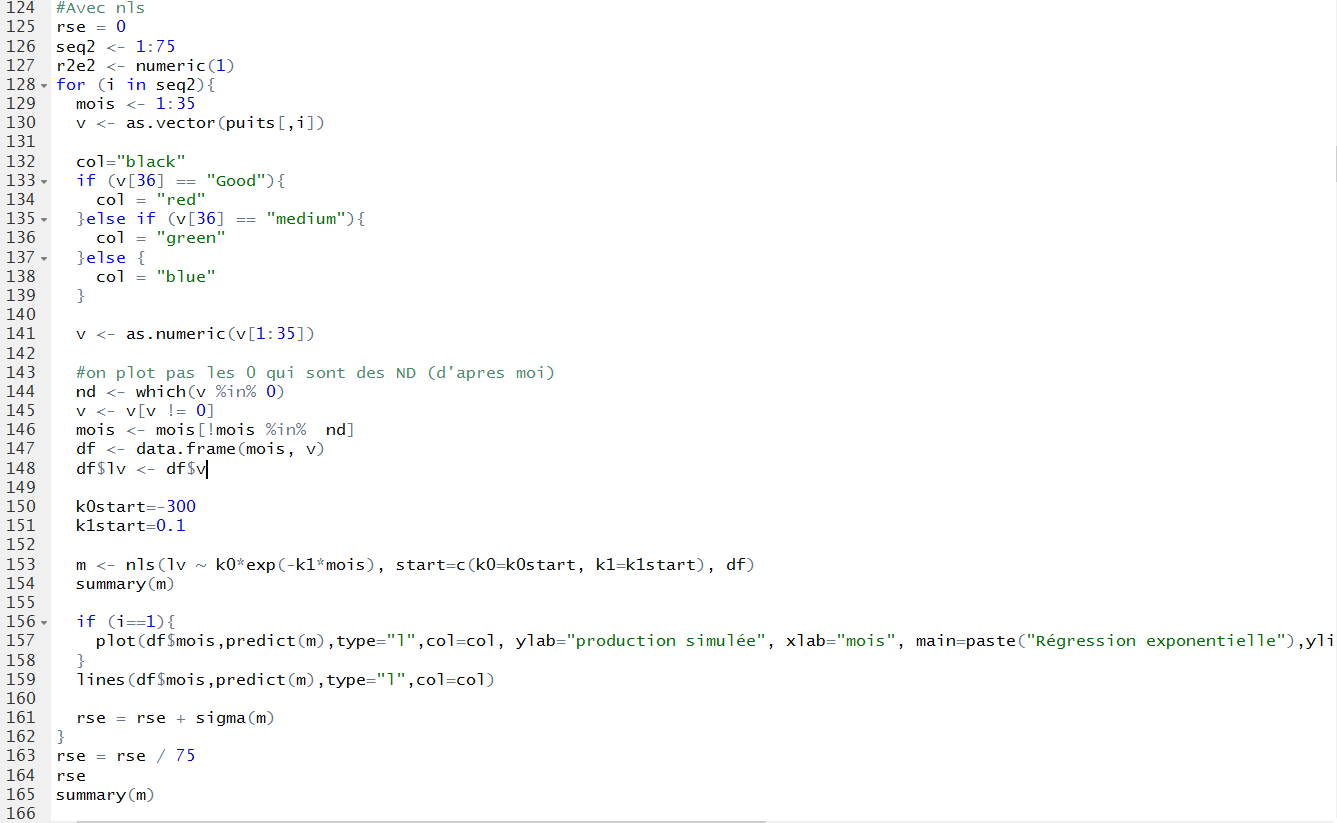 124 #Avec nls
125 rse = 0
126 seq2 <- 1:75
127 r2e2 <- numeric(1)
128 for (i in seq2){
129   mois <- 1:35
130   v <- as.vector(puits[,i])
131
132   col="black"
133   if (v[36] == "Good"){
134     col = "red"
135   }else if (v[36] == "medium"){
136     col = "green"
137   }else {
138     col = "blue"
139   }
140
141   v <- as.numeric(v[1:35])
142
143   #on plot pas les 0 qui sont des ND (d'apres moi)
144   nd <- which(v %in% 0)
145   v <- v[v != 0]
146   mois <- mois[!mois %in%  nd]
147   df <- data.frame(mois, v)
148   df$lv <- df$v
149
150   k0start=-300
151   k1start=0.1
152
153   m <- nls(lv ~ k0*exp(-k1*mois), start=c(k0=k0start, k1=k1start), df)
154   summary(m)
155
156   if (i==1){
157     plot(df$mois,predict(m),type="l",col=col, ylab="production simulée", xlab="mois", main=paste("Régression exponentielle"),yli
158   }
159   lines(df$mois,predict(m),type="l",col=col)
160
161   rse = rse + sigma(m)
162 }
163 rse = rse / 75
164 rse
165 summary(m)
166